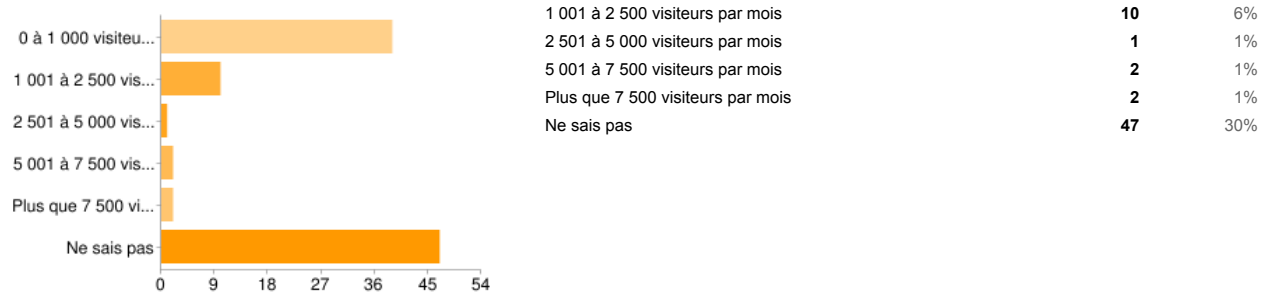 0 à 1 000 visiteu...
1 001 à 2 500 vis...
2 501 à 5 000 vis...
5 001 à 7 500 vis...
Plus que 7 500 vi...
Ne sais pas
0 9 18 27 36 45 54
1 001 à 2 500 visiteurs par mois 10 6%
2 501 à 5 000 visiteurs par mois 1 1%
5 001 à 7 500 visiteurs par mois 2 1%
Plus que 7 500 visiteurs par mois 2 1%
Ne sais pas 47 30%